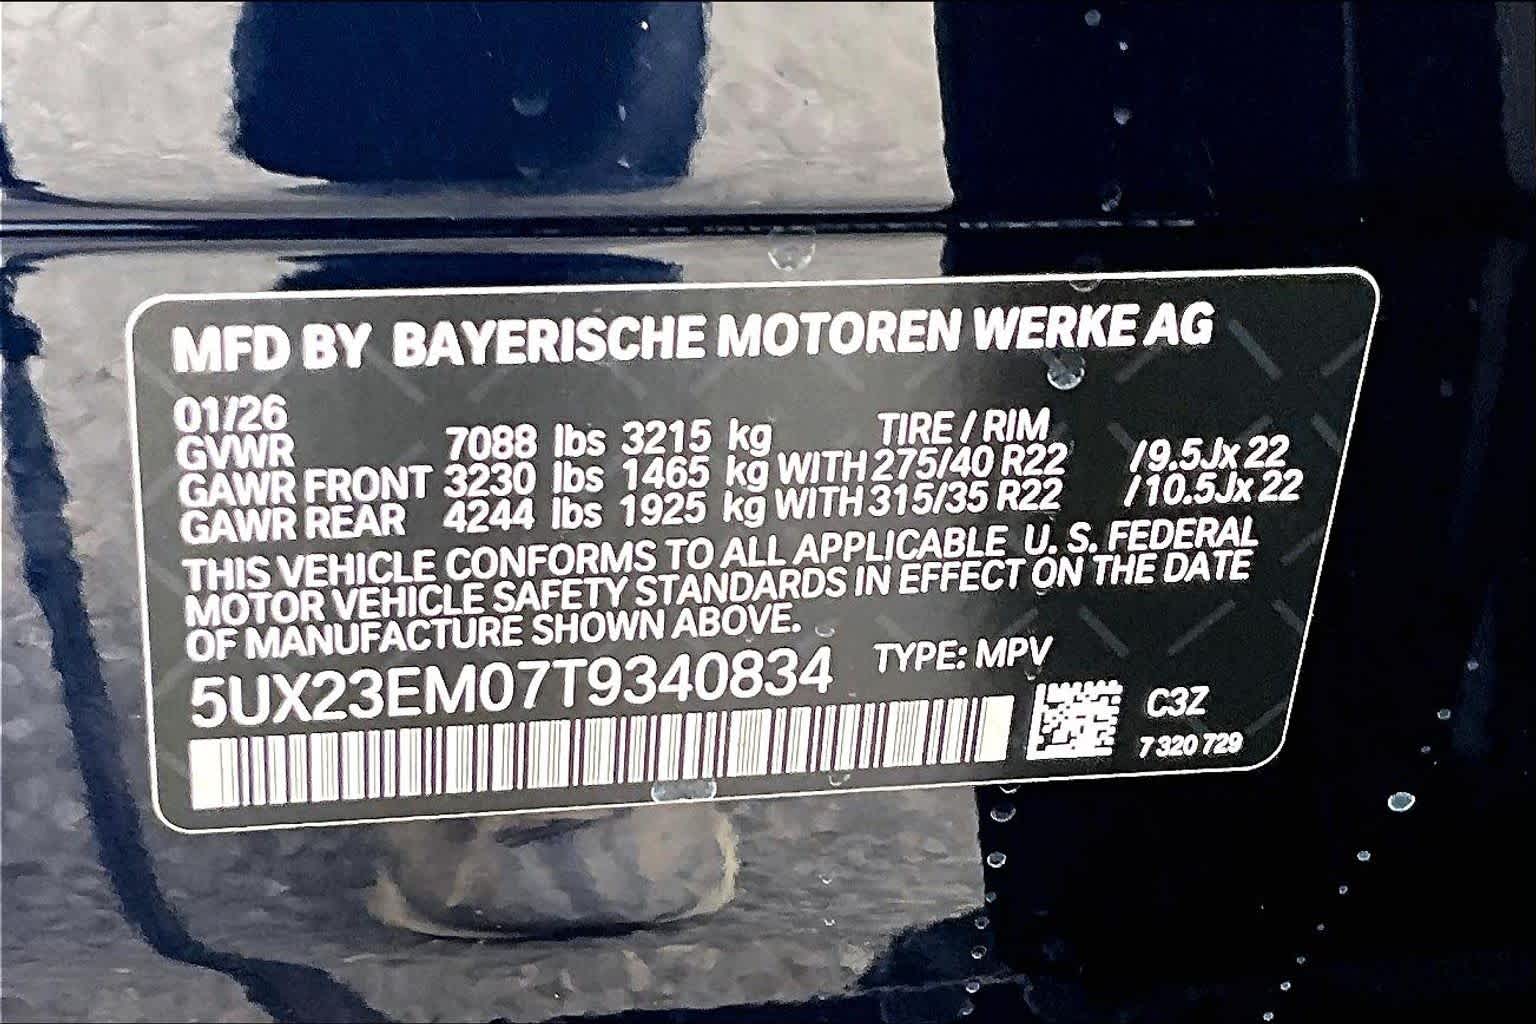 MFD BY BAYERISCHE MOTOREN WERKE AG
01/26 TIRE / RIM
GVWR 7088 lbs 3215 kg
GAWR FRONT 3230 lbs 1465 kg WITH 275/40 R22 /9.5Jx 22
GAWR REAR 4244 lbs 1925 kg WITH 315/35 R22 /10.5Jx 22
THIS VEHICLE CONFORMS TO ALL APPLICABLE U. S. FEDERAL
MOTOR VEHICLE SAFETY STANDARDS IN EFFECT ON THE DATE
OF MANUFACTURE SHOWN ABOVE.
5UX23EM07T9340834 TYPE: MPV
C3Z
7 320 729